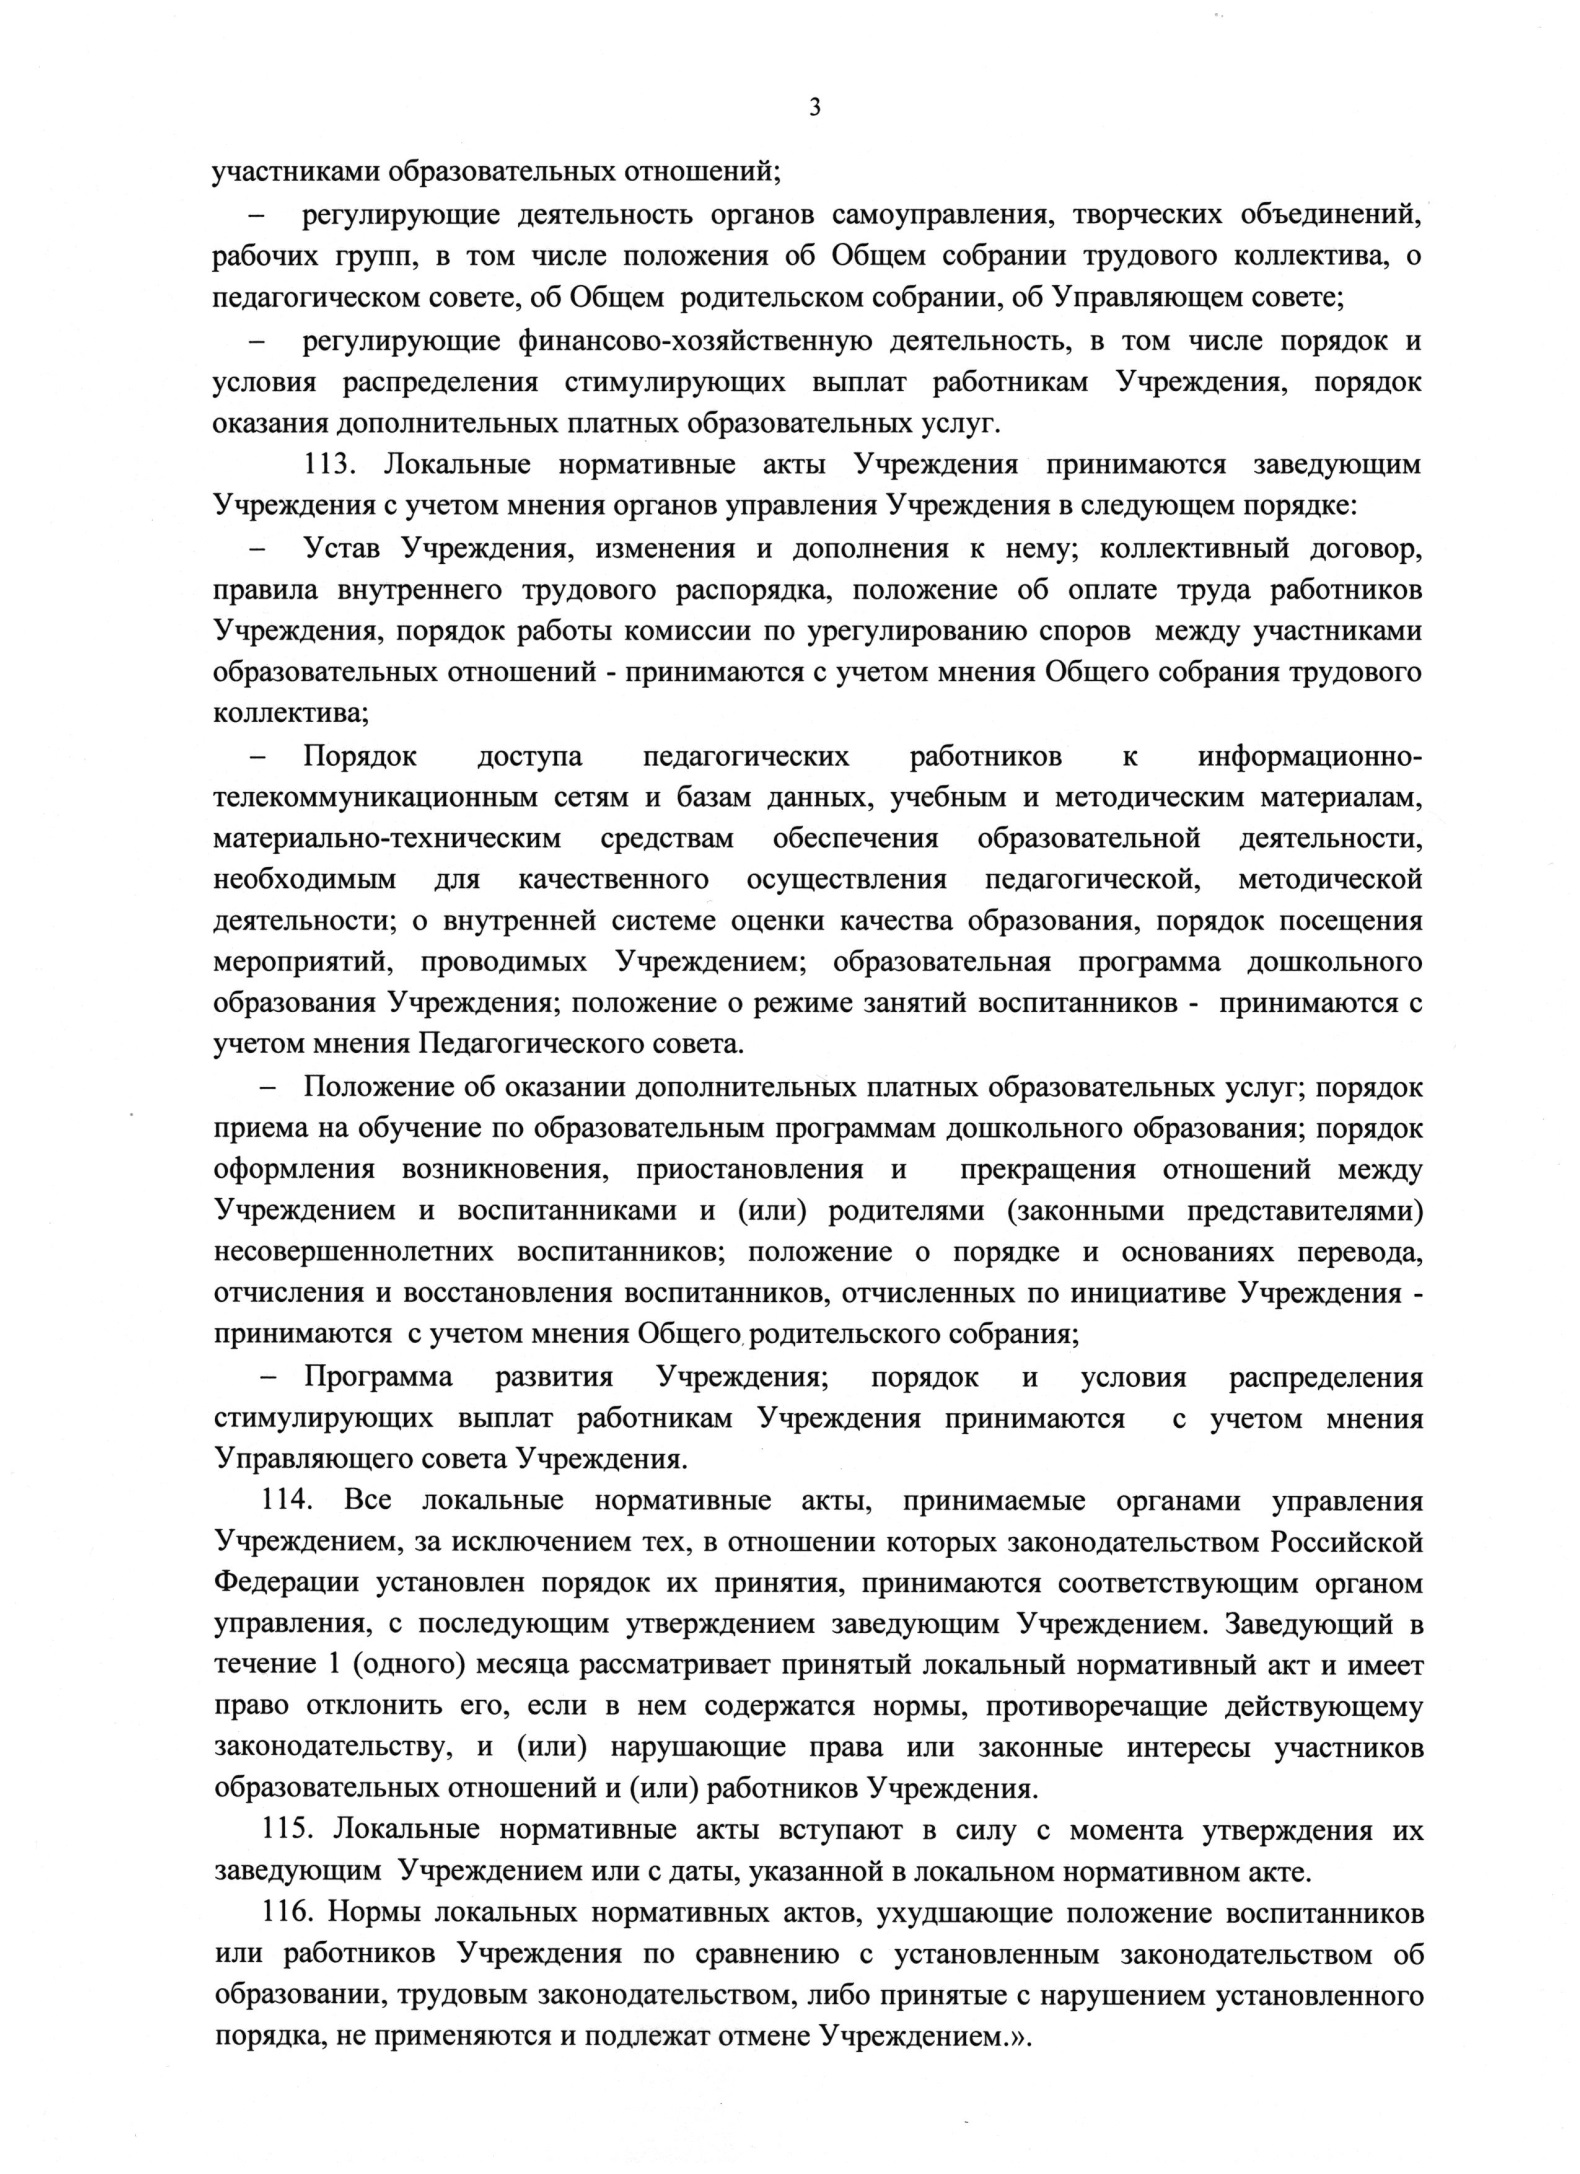 3
участниками образовательных отношений;
– регулирующие деятельность органов самоуправления, творческих объединений,
рабочих групп, в том числе положения об Общем собрании трудового коллектива, о
педагогическом совете, об Общем родительском собрании, об Управляющем совете;
– регулирующие финансово-хозяйственную деятельность, в том числе порядок и
условия распределения стимулирующих выплат работникам Учреждения, порядок
оказания дополнительных платных образовательных услуг.
113. Локальные нормативные акты Учреждения принимаются заведующим
Учреждения с учетом мнения органов управления Учреждения в следующем порядке:
– Устав Учреждения, изменения и дополнения к нему; коллективный договор,
правила внутреннего трудового распорядка, положение об оплате труда работников
Учреждения, порядок работы комиссии по урегулированию споров между участниками
образовательных отношений - принимаются с учетом мнения Общего собрания трудового
коллектива;
– Порядок доступа педагогических работников к информационно-
телекоммуникационным сетям и базам данных, учебным и методическим материалам,
материально-техническим средствам обеспечения образовательной деятельности,
необходимым для качественного осуществления педагогической, методической
деятельности; о внутренней системе оценки качества образования, порядок посещения
мероприятий, проводимых Учреждением; образовательная программа дошкольного
образования Учреждения; положение о режиме занятий воспитанников - принимаются с
учетом мнения Педагогического совета.
– Положение об оказании дополнительных платных образовательных услуг; порядок
приема на обучение по образовательным программам дошкольного образования; порядок
оформления возникновения, приостановления и прекращения отношений между
Учреждением и воспитанниками и (или) родителями (законными представителями)
несовершеннолетних воспитанников; положение о порядке и основаниях перевода,
отчисления и восстановления воспитанников, отчисленных по инициативе Учреждения -
принимаются с учетом мнения Общего родительского собрания;
– Программа развития Учреждения; порядок и условия распределения
стимулирующих выплат работникам Учреждения принимаются с учетом мнения
Управляющего совета Учреждения.
114. Все локальные нормативные акты, принимаемые органами управления
Учреждением, за исключением тех, в отношении которых законодательством Российской
Федерации установлен порядок их принятия, принимаются соответствующим органом
управления, с последующим утверждением заведующим Учреждением. Заведующий в
течение 1 (одного) месяца рассматривает принятый локальный нормативный акт и имеет
право отклонить его, если в нем содержатся нормы, противоречащие действующему
законодательству, и (или) нарушающие права или законные интересы участников
образовательных отношений и (или) работников Учреждения.
115. Локальные нормативные акты вступают в силу с момента утверждения их
заведующим Учреждением или с даты, указанной в локальном нормативном акте.
116. Нормы локальных нормативных актов, ухудшающие положение воспитанников
или работников Учреждения по сравнению с установленным законодательством об
образовании, трудовым законодательством, либо принятые с нарушением установленного
порядка, не применяются и подлежат отмене Учреждением.».